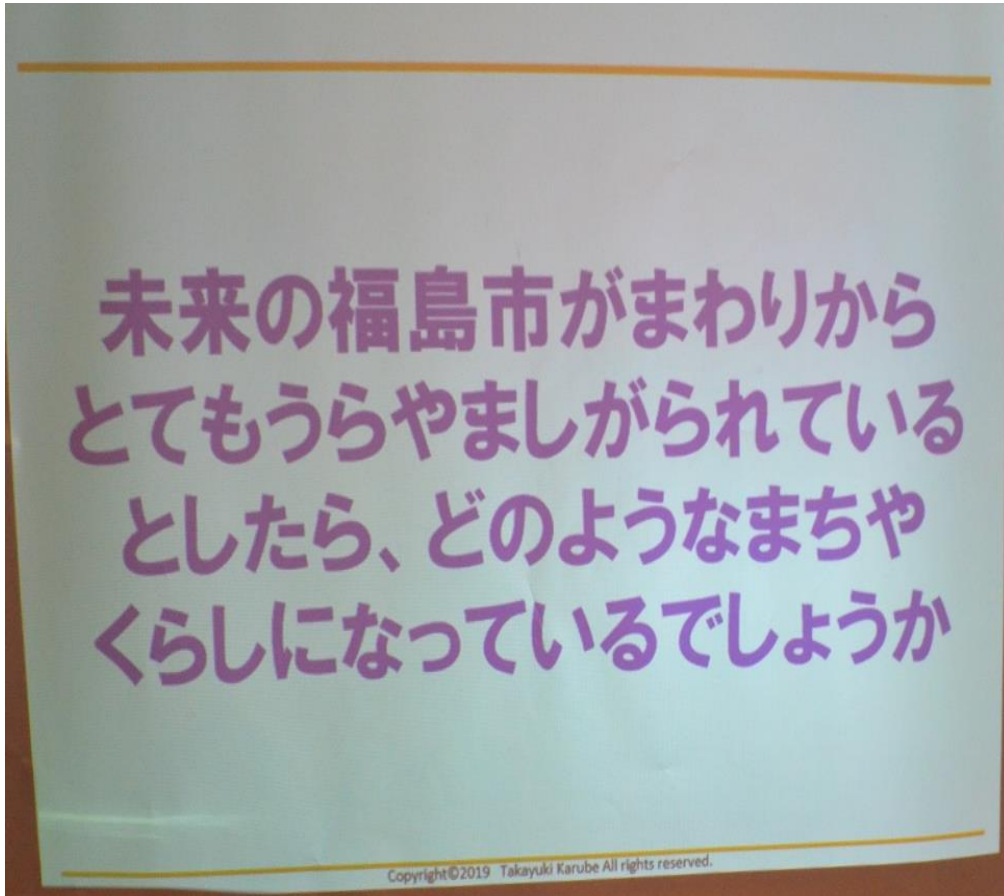 未来の福島市がまわりから
とてもうらやましがられている
としたら、どのようなまちや
くらしになっているでしょうか
Copyright©2019 Takayuki Karube All rights reserved.